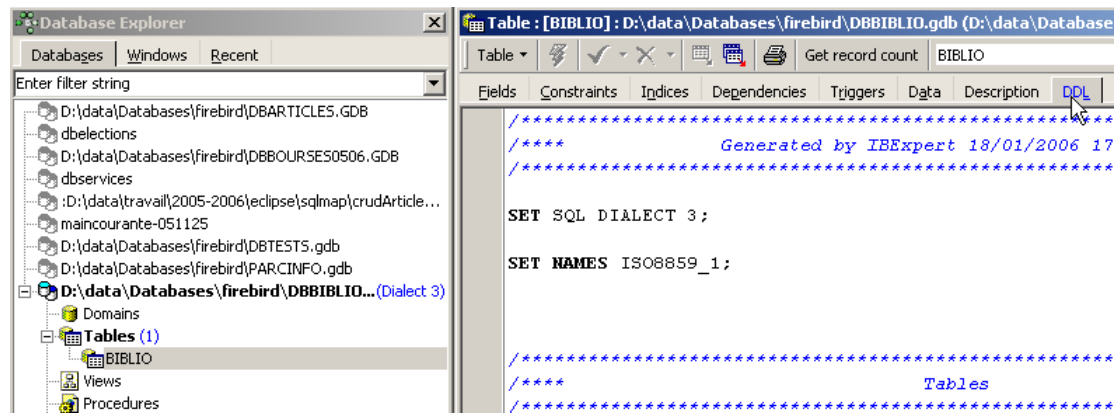 Database Explorer
Databases Windows Recent
Enter filter string
D:\data\Databases\firebird\DBARTICLES.GDB
dbelections
D:\data\Databases\firebird\DBBOURSES0506.GDB
dbservices
:D:\data\travail\2005-2006\eclipse\sqlmap\crudArticle...
maincourante-051125
D:\data\Databases\firebird\DBTESTS.gdb
D:\data\Databases\firebird\PARCINFO.gdb
D:\data\Databases\firebird\DBBIBLIO...(Dialect 3)
Domains
Tables (1)
BIBLIO
Views
Procedures
Table : [BIBLIO] : D:\data\Databases\firebird\DBBIBLIO.gdb (D:\data\Database
Table Get record count BIBLIO
Fields Constraints Indices Dependencies Triggers Data Description DDL
/******************************************************
/**** Generated by IBExpert 18/01/2006 17
/******************************************************
SET SQL DIALECT 3;
SET NAMES ISO8859_1;
/******************************************************
/**** Tables
/******************************************************